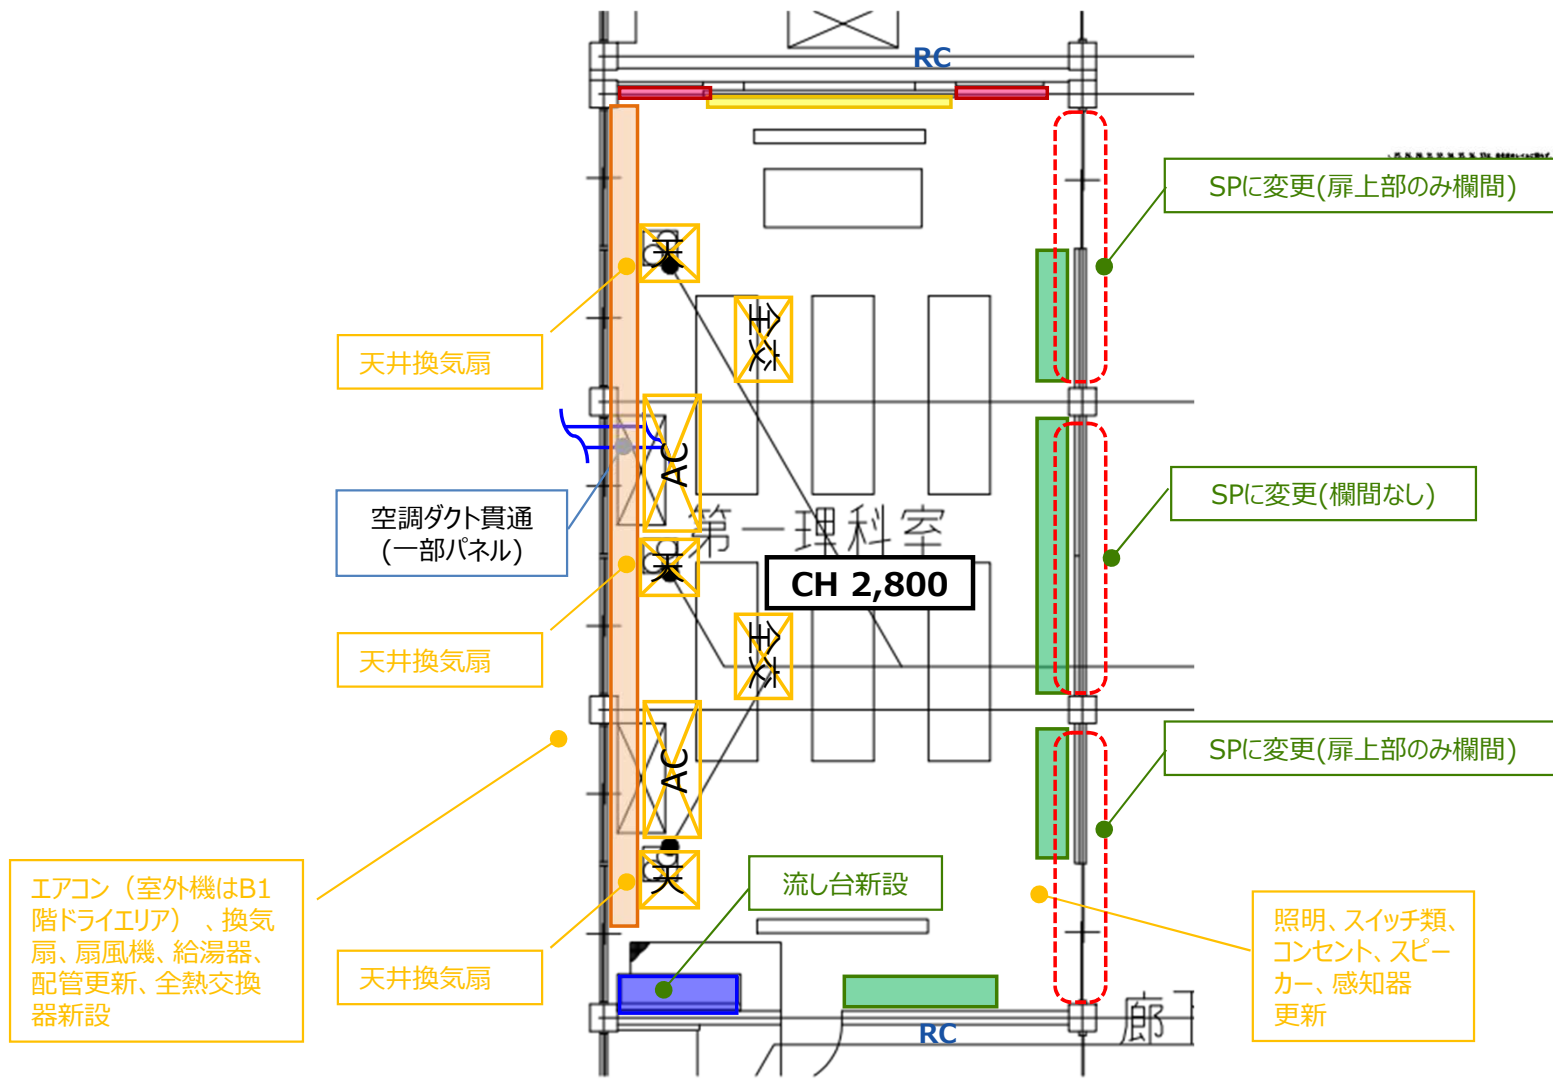 RC
SPに変更(扉上部のみ欄間)
天
全交
天井換気扇
AC
SPに変更(欄間なし)
空調ダクト貫通
(一部パネル)
第一理科室
天
CH 2,800
全交
天井換気扇
AC
SPに変更(扉上部のみ欄間)
天
流し台新設
エアコン（室外機はB1
階ドライエリア）、換気
扇、扇風機、給湯器、
配管更新、全熱交換
器新設
照明、スイッチ類、
コンセント、スピー
カー、感知器
更新
天井換気扇
RC
廊